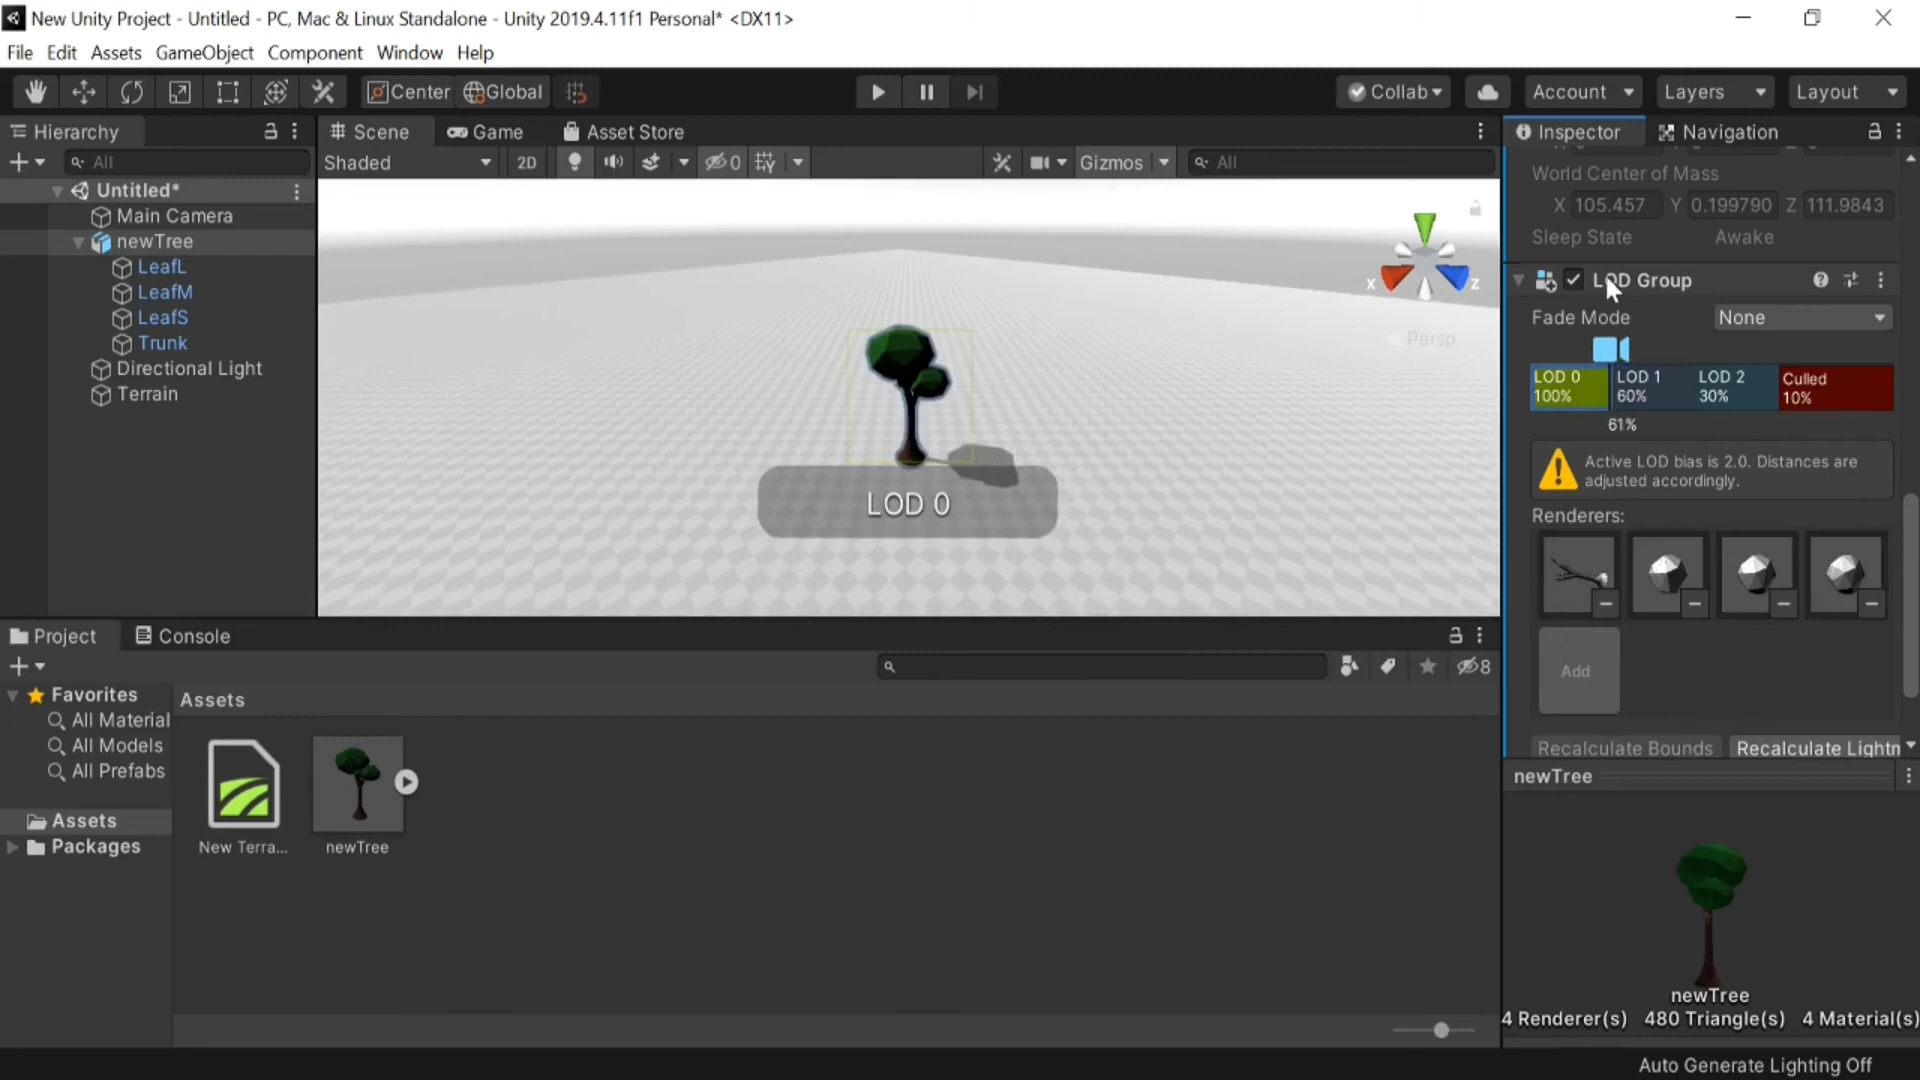 New Unity Project - Untitled - PC, Mac & Linux Standalone - Unity 2019.4.11f1 Personal* <DX11>
File Edit Assets GameObject Component Window Help
Center Global Collab Account Layers Layout
Hierarchy
All
Untitled*
Main Camera
newTree
LeafL
LeafM
LeafS
Trunk
Directional Light
Terrain
Scene Game Asset Store
Shaded 2D 0 Gizmos All
X Z
Persp
LOD 0
Inspector Navigation
World Center of Mass
X 105.457 Y 0.199790 Z 111.9843
Sleep State Awake
LOD Group
Fade Mode None
LOD 0 LOD 1 LOD 2 Culled
100% 60% 30% 10%
61%
Active LOD bias is 2.0. Distances are
adjusted accordingly.
Renderers:
Add
Recalculate Bounds Recalculate Lightn
Project Console
8
Favorites
All Material
All Models
All Prefabs
Assets
Packages
Assets
New Terra... newTree
newTree
newTree
4 Renderer(s) 480 Triangle(s) 4 Material(s)
Auto Generate Lighting Off